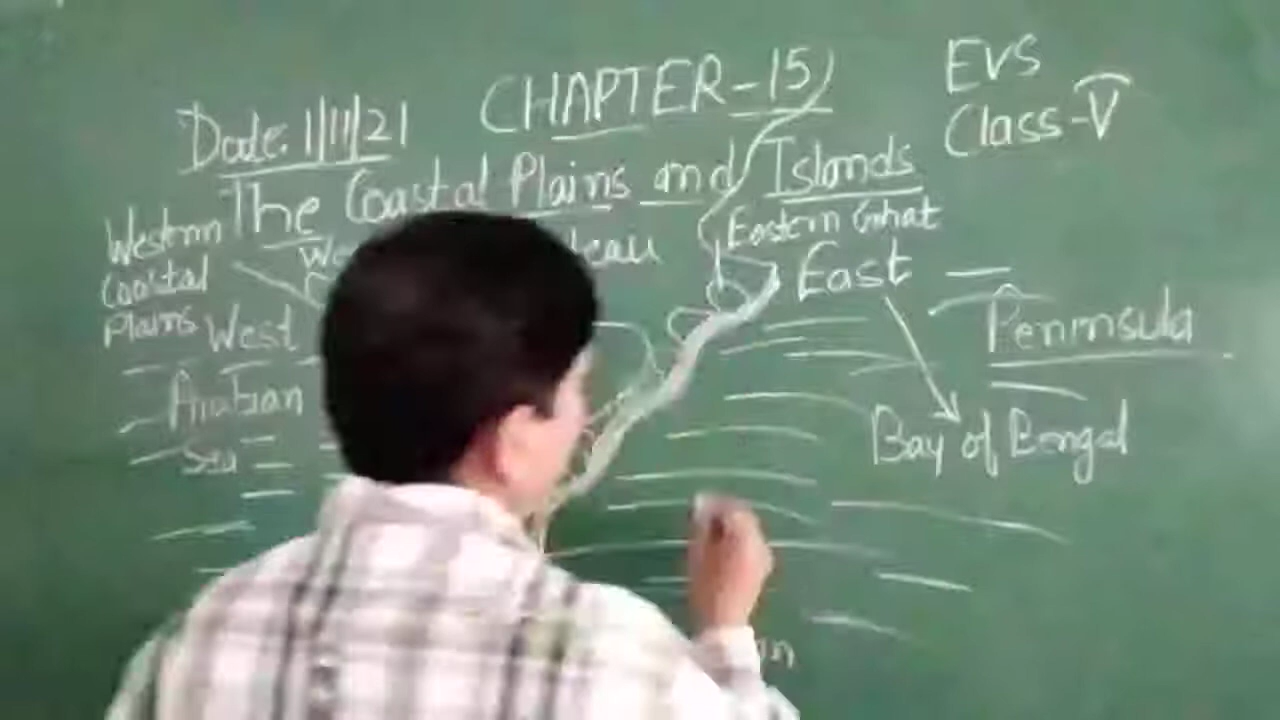 EVS
CHAPTER-15
Class-V
Date. 1/11/21
The Coastal Plains and Islands
Western
Coastal
Plains
Eastern Ghat
East
West
Peninsula
Arabian
Sea
Bay of Bengal